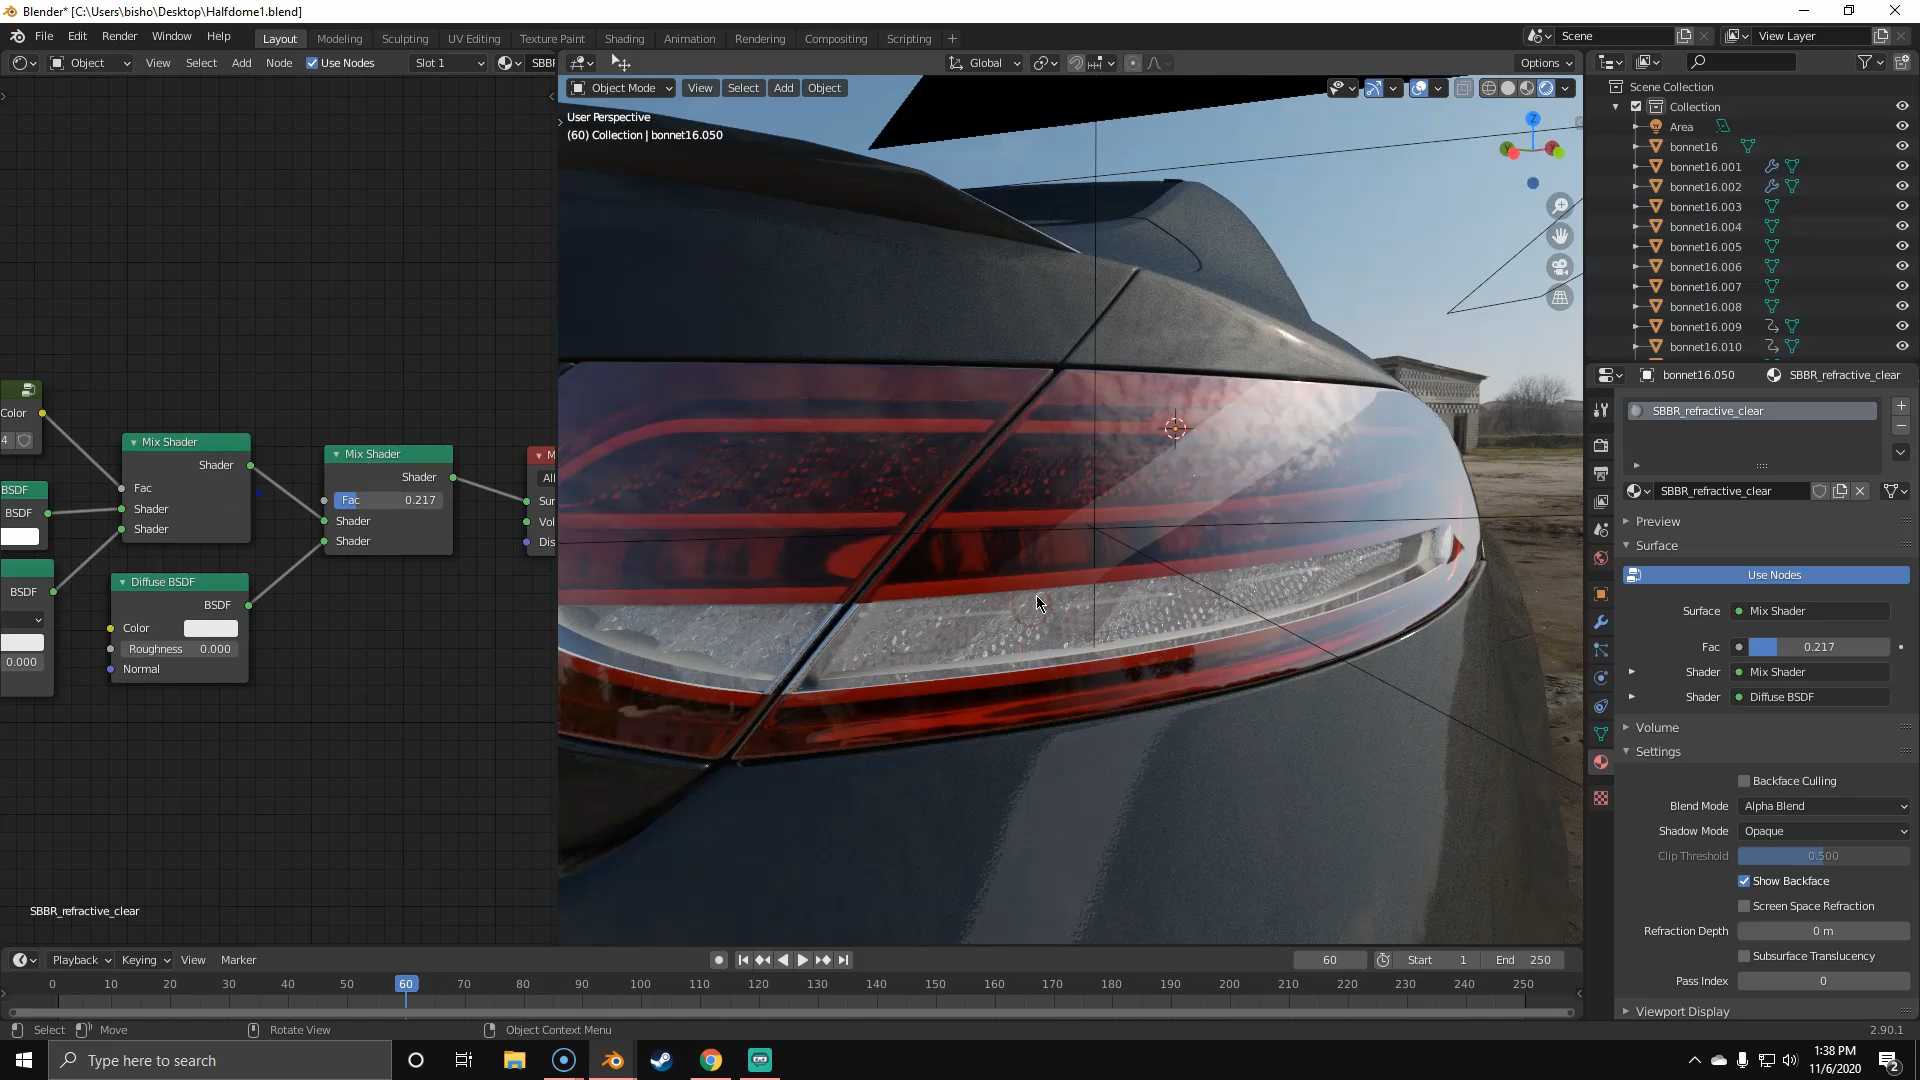 Blender* [C:\Users\bisho\Desktop\Halfdome1.blend]
File Edit Render Window Help
Layout Modeling Sculpting UV Editing Texture Paint Shading Animation Rendering Compositing Scripting +
Scene View Layer
Object View Select Add Node Use Nodes Slot 1 SBB
Global Options
Object Mode View Select Add Object
User Perspective
(60) Collection | bonnet16.050
Z
Y
Scene Collection
Collection
Area
bonnet16
bonnet16.001
bonnet16.002
bonnet16.003
bonnet16.004
bonnet16.005
bonnet16.006
bonnet16.007
bonnet16.008
bonnet16.009
bonnet16.010
bonnet16.050 SBBR_refractive_clear
SBBR_refractive_clear
SBBR_refractive_clear
Preview
Surface
Use Nodes
Surface Mix Shader
Fac 0.217
Shader Mix Shader
Shader Diffuse BSDF
Volume
Settings
Backface Culling
Blend Mode Alpha Blend
Shadow Mode Opaque
Clip Threshold 0.500
Show Backface
Screen Space Refraction
Refraction Depth 0 m
Subsurface Translucency
Pass Index 0
Viewport Display
Color
4
BSDF
BSDF
BSDF
0.000
Mix Shader
Shader
Fac
Shader
Shader
Diffuse BSDF
BSDF
Color
Roughness 0.000
Normal
Mix Shader
Shader
Fac 0.217
Shader
Shader
M
All
Sur
Vol
Dis
SBBR_refractive_clear
Playback Keying View Marker 60 Start 1 End 250
0 10 20 30 40 50 60 70 80 90 100 110 120 130 140 150 160 170 180 190 200 210 220 230 240 250
Select Move Rotate View Object Context Menu 2.90.1
Type here to search
1:38 PM
11/6/2020
2